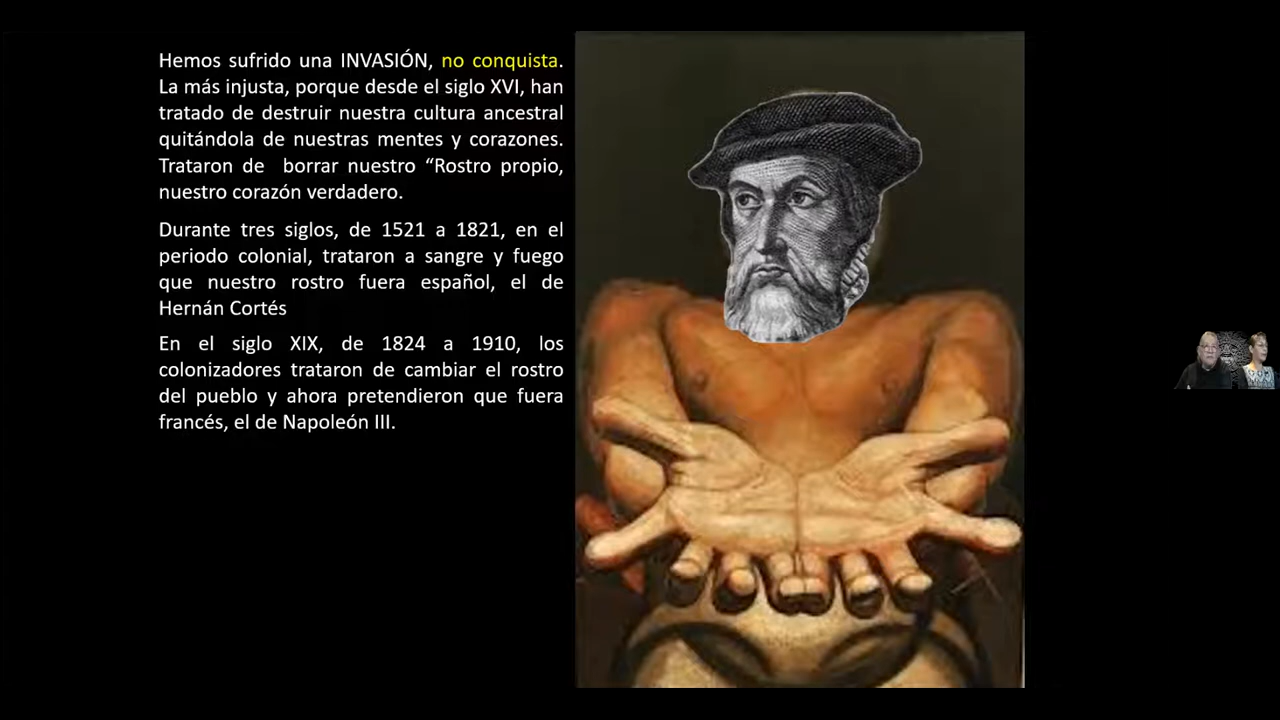 Hemos sufrido una INVASIÓN, no conquista.
La más injusta, porque desde el siglo XVI, han
tratado de destruir nuestra cultura ancestral
quitándola de nuestras mentes y corazones.
Trataron de borrar nuestro “Rostro propio,
nuestro corazón verdadero.
Durante tres siglos, de 1521 a 1821, en el
periodo colonial, trataron a sangre y fuego
que nuestro rostro fuera español, el de
Hernán Cortés
En el siglo XIX, de 1824 a 1910, los
colonizadores trataron de cambiar el rostro
del pueblo y ahora pretendieron que fuera
francés, el de Napoleón III.